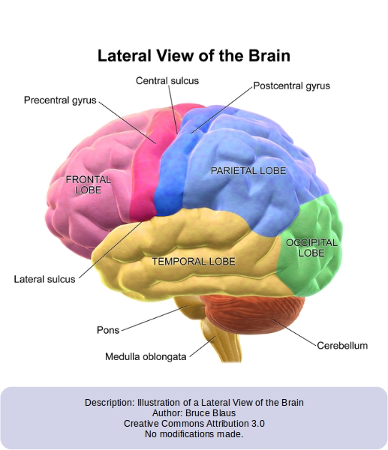 Lateral View of the Brain
Central sulcus
Postcentral gyrus
Precentral gyrus
FRONTAL
LOBE
PARIETAL LOBE
OCCIPITAL
LOBE
TEMPORAL LOBE
Lateral sulcus
Pons
Medulla oblongata
Cerebellum
Description: Illustration of a Lateral View of the Brain
Author: Bruce Blaus
Creative Commons Attribution 3.0
No modifications made.